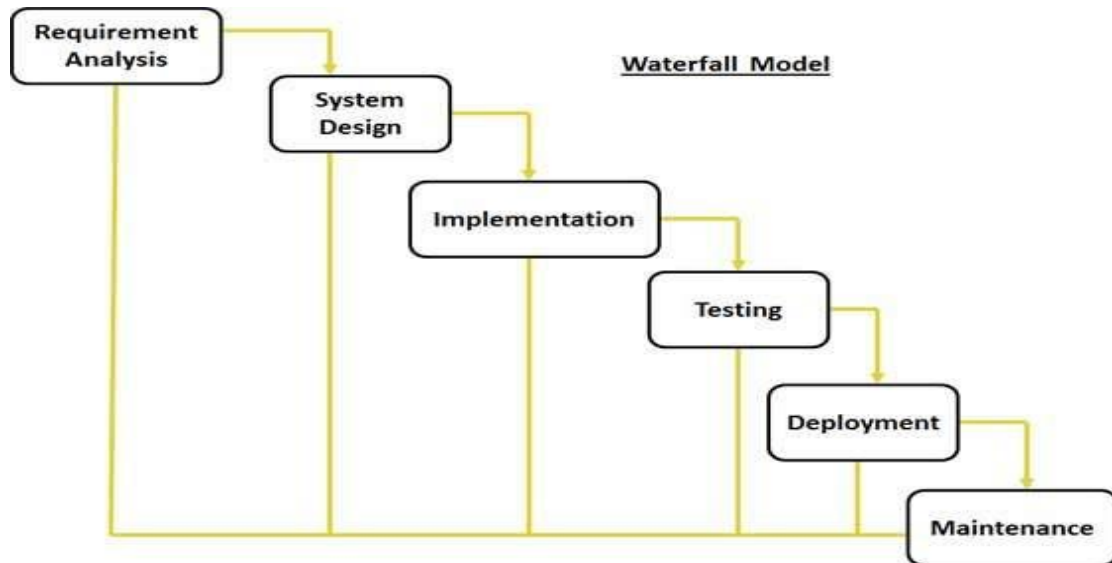 Requirement
Analysis
Waterfall Model
System
Design
Implementation
Testing
Deployment
Maintenance